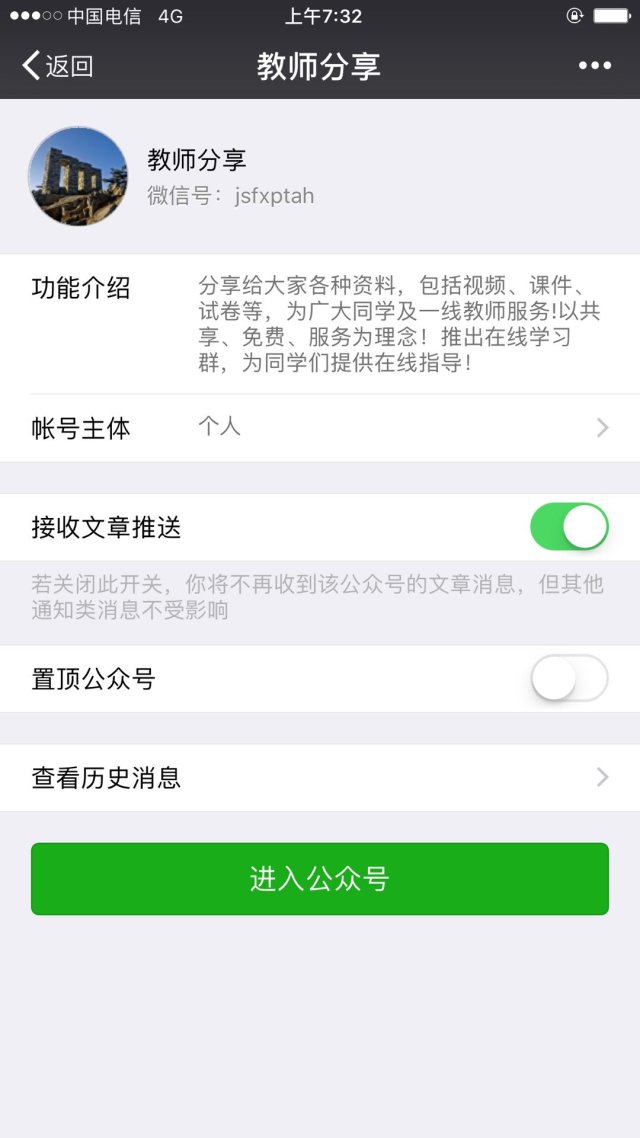 中国电信 4G 上午7:32
返回 教师分享
教师分享
微信号：jsfxptah
功能介绍 分享给大家各种资料，包括视频、课件、
试卷等，为广大同学及一线教师服务!以共
享、免费、服务为理念！推出在线学习
群，为同学们提供在线指导！
帐号主体 个人
接收文章推送
若关闭此开关，你将不再收到该公众号的文章消息，但其他
通知类消息不受影响
置顶公众号
查看历史消息
进入公众号